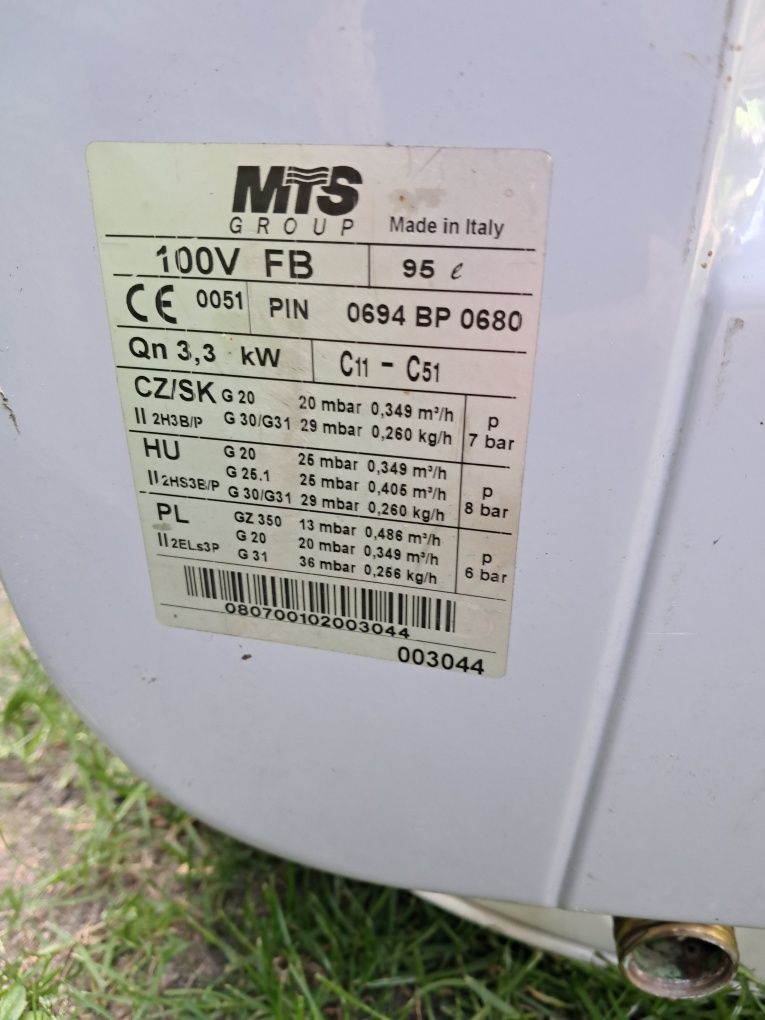 MTS
GROUP Made in Italy
100V FB 95 ℓ
CE 0051 PIN 0694 BP 0680
Qn 3,3 kW C11 - C51
CZ/SK G 20 20 mbar 0,349 m³/h p
II 2H3B/P G 30/G31 29 mbar 0,260 kg/h 7 bar
HU G 20 25 mbar 0,349 m³/h
II 2HS3B/P G 25.1 25 mbar 0,405 m³/h p
G 30/G31 29 mbar 0,260 kg/h 8 bar
PL GZ 350 13 mbar 0,486 m³/h
II 2ELs3P G 20 20 mbar 0,349 m³/h p
G 31 36 mbar 0,256 kg/h 6 bar
080700102003044
003044